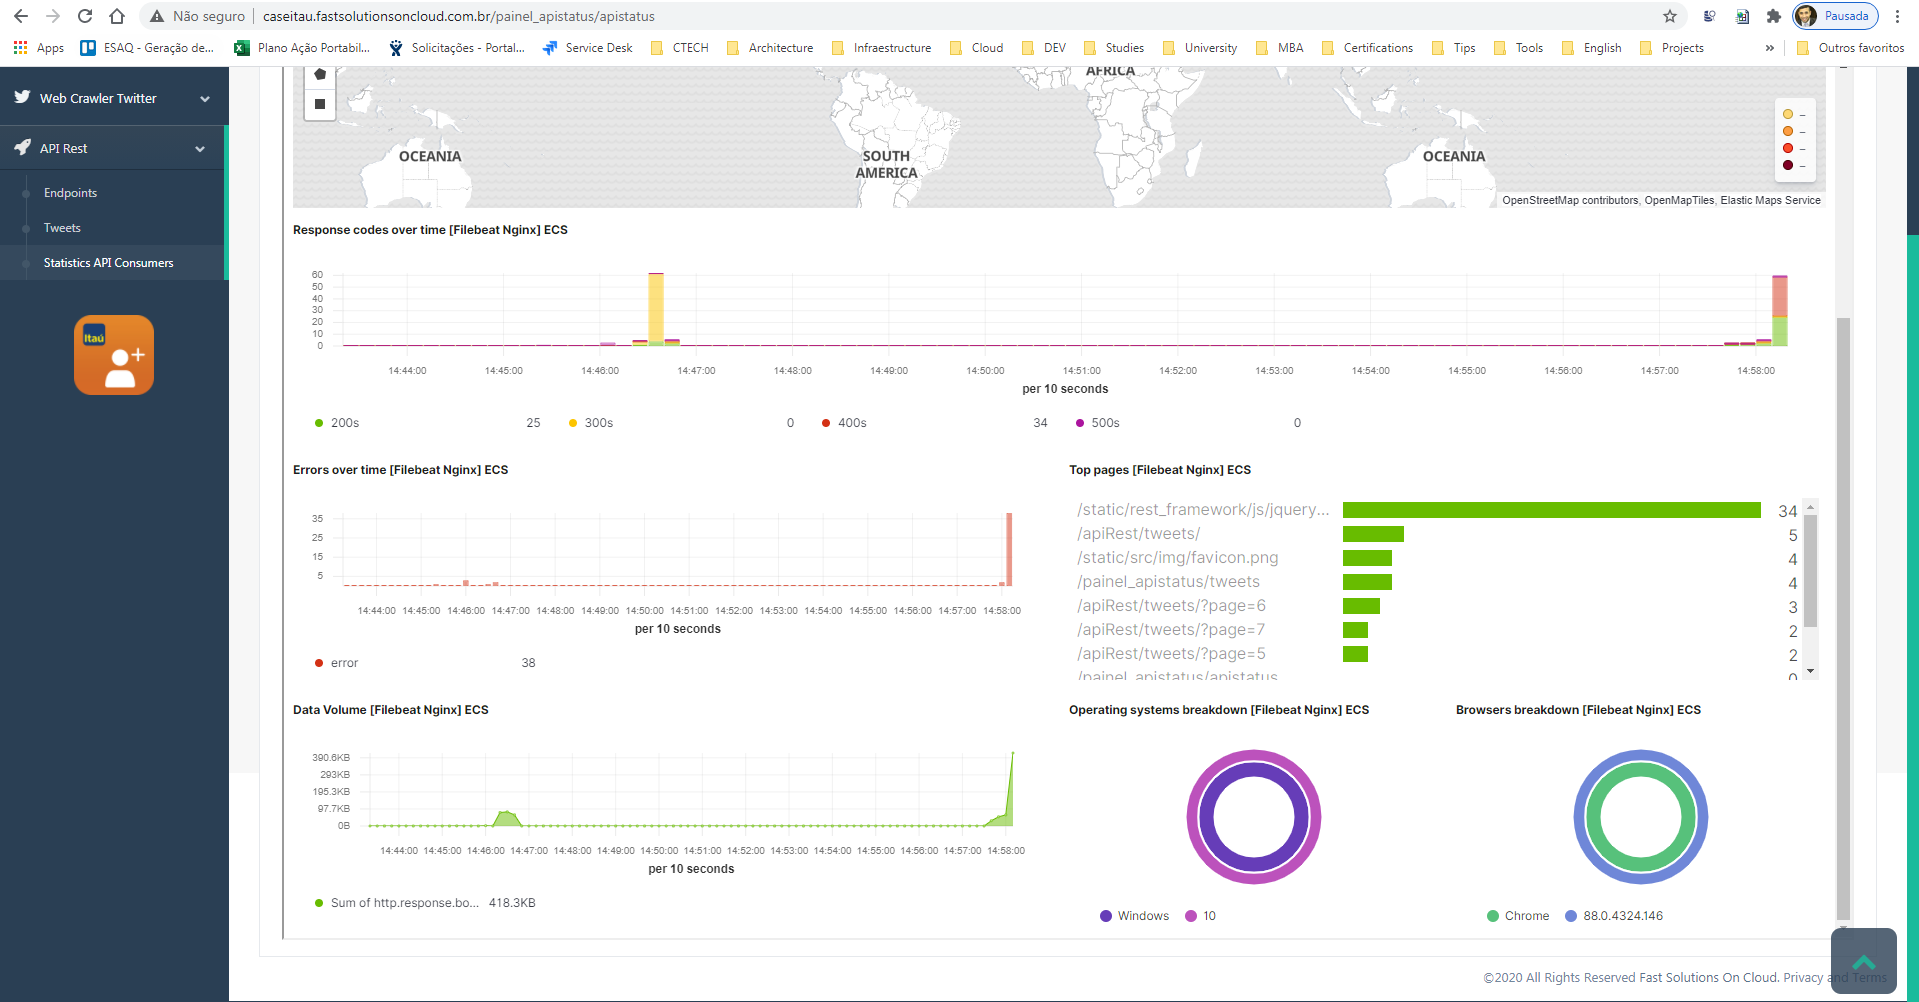 Não seguro
caseitau.fastsolutionsoncloud.com.br/painel_apistatus/apistatus
Pausada
Apps
ESAQ - Geração de...
Plano Ação Portabil...
Solicitações - Portal...
Service Desk
CTECH
Architecture
Infraestructure
Cloud
DEV
Studies
University
MBA
Certifications
Tips
Tools
English
Projects
»
Outros favoritos
Web Crawler Twitter
API Rest
Endpoints
Tweets
Statistics API Consumers
Itaú
AFRICA
OCEANIA
SOUTH
AMERICA
OCEANIA
–
–
–
–
OpenStreetMap contributors, OpenMapTiles, Elastic Maps Service
Response codes over time [Filebeat Nginx] ECS
60
50
40
30
20
10
0
14:44:00 14:45:00 14:46:00 14:47:00 14:48:00 14:49:00 14:50:00 14:51:00 14:52:00 14:53:00 14:54:00 14:55:00 14:56:00 14:57:00 14:58:00
per 10 seconds
200s 25 300s 0 400s 34 500s 0
Errors over time [Filebeat Nginx] ECS
35
25
15
5
14:44:00 14:45:00 14:46:00 14:47:00 14:48:00 14:49:00 14:50:00 14:51:00 14:52:00 14:53:00 14:54:00 14:55:00 14:56:00 14:57:00 14:58:00
per 10 seconds
error 38
Top pages [Filebeat Nginx] ECS
/static/rest_framework/js/jquery... 34
/apiRest/tweets/ 5
/static/src/img/favicon.png 4
/painel_apistatus/tweets 4
/apiRest/tweets/?page=6 3
/apiRest/tweets/?page=7 2
/apiRest/tweets/?page=5 2
/painel_apistatus/apistatus
Data Volume [Filebeat Nginx] ECS
390.6KB
293KB
195.3KB
97.7KB
0B
14:44:00 14:45:00 14:46:00 14:47:00 14:48:00 14:49:00 14:50:00 14:51:00 14:52:00 14:53:00 14:54:00 14:55:00 14:56:00 14:57:00 14:58:00
per 10 seconds
Sum of http.response.bo... 418.3KB
Operating systems breakdown [Filebeat Nginx] ECS
Windows 10
Browsers breakdown [Filebeat Nginx] ECS
Chrome 88.0.4324.146
©2020 All Rights Reserved Fast Solutions On Cloud. Privacy and Terms